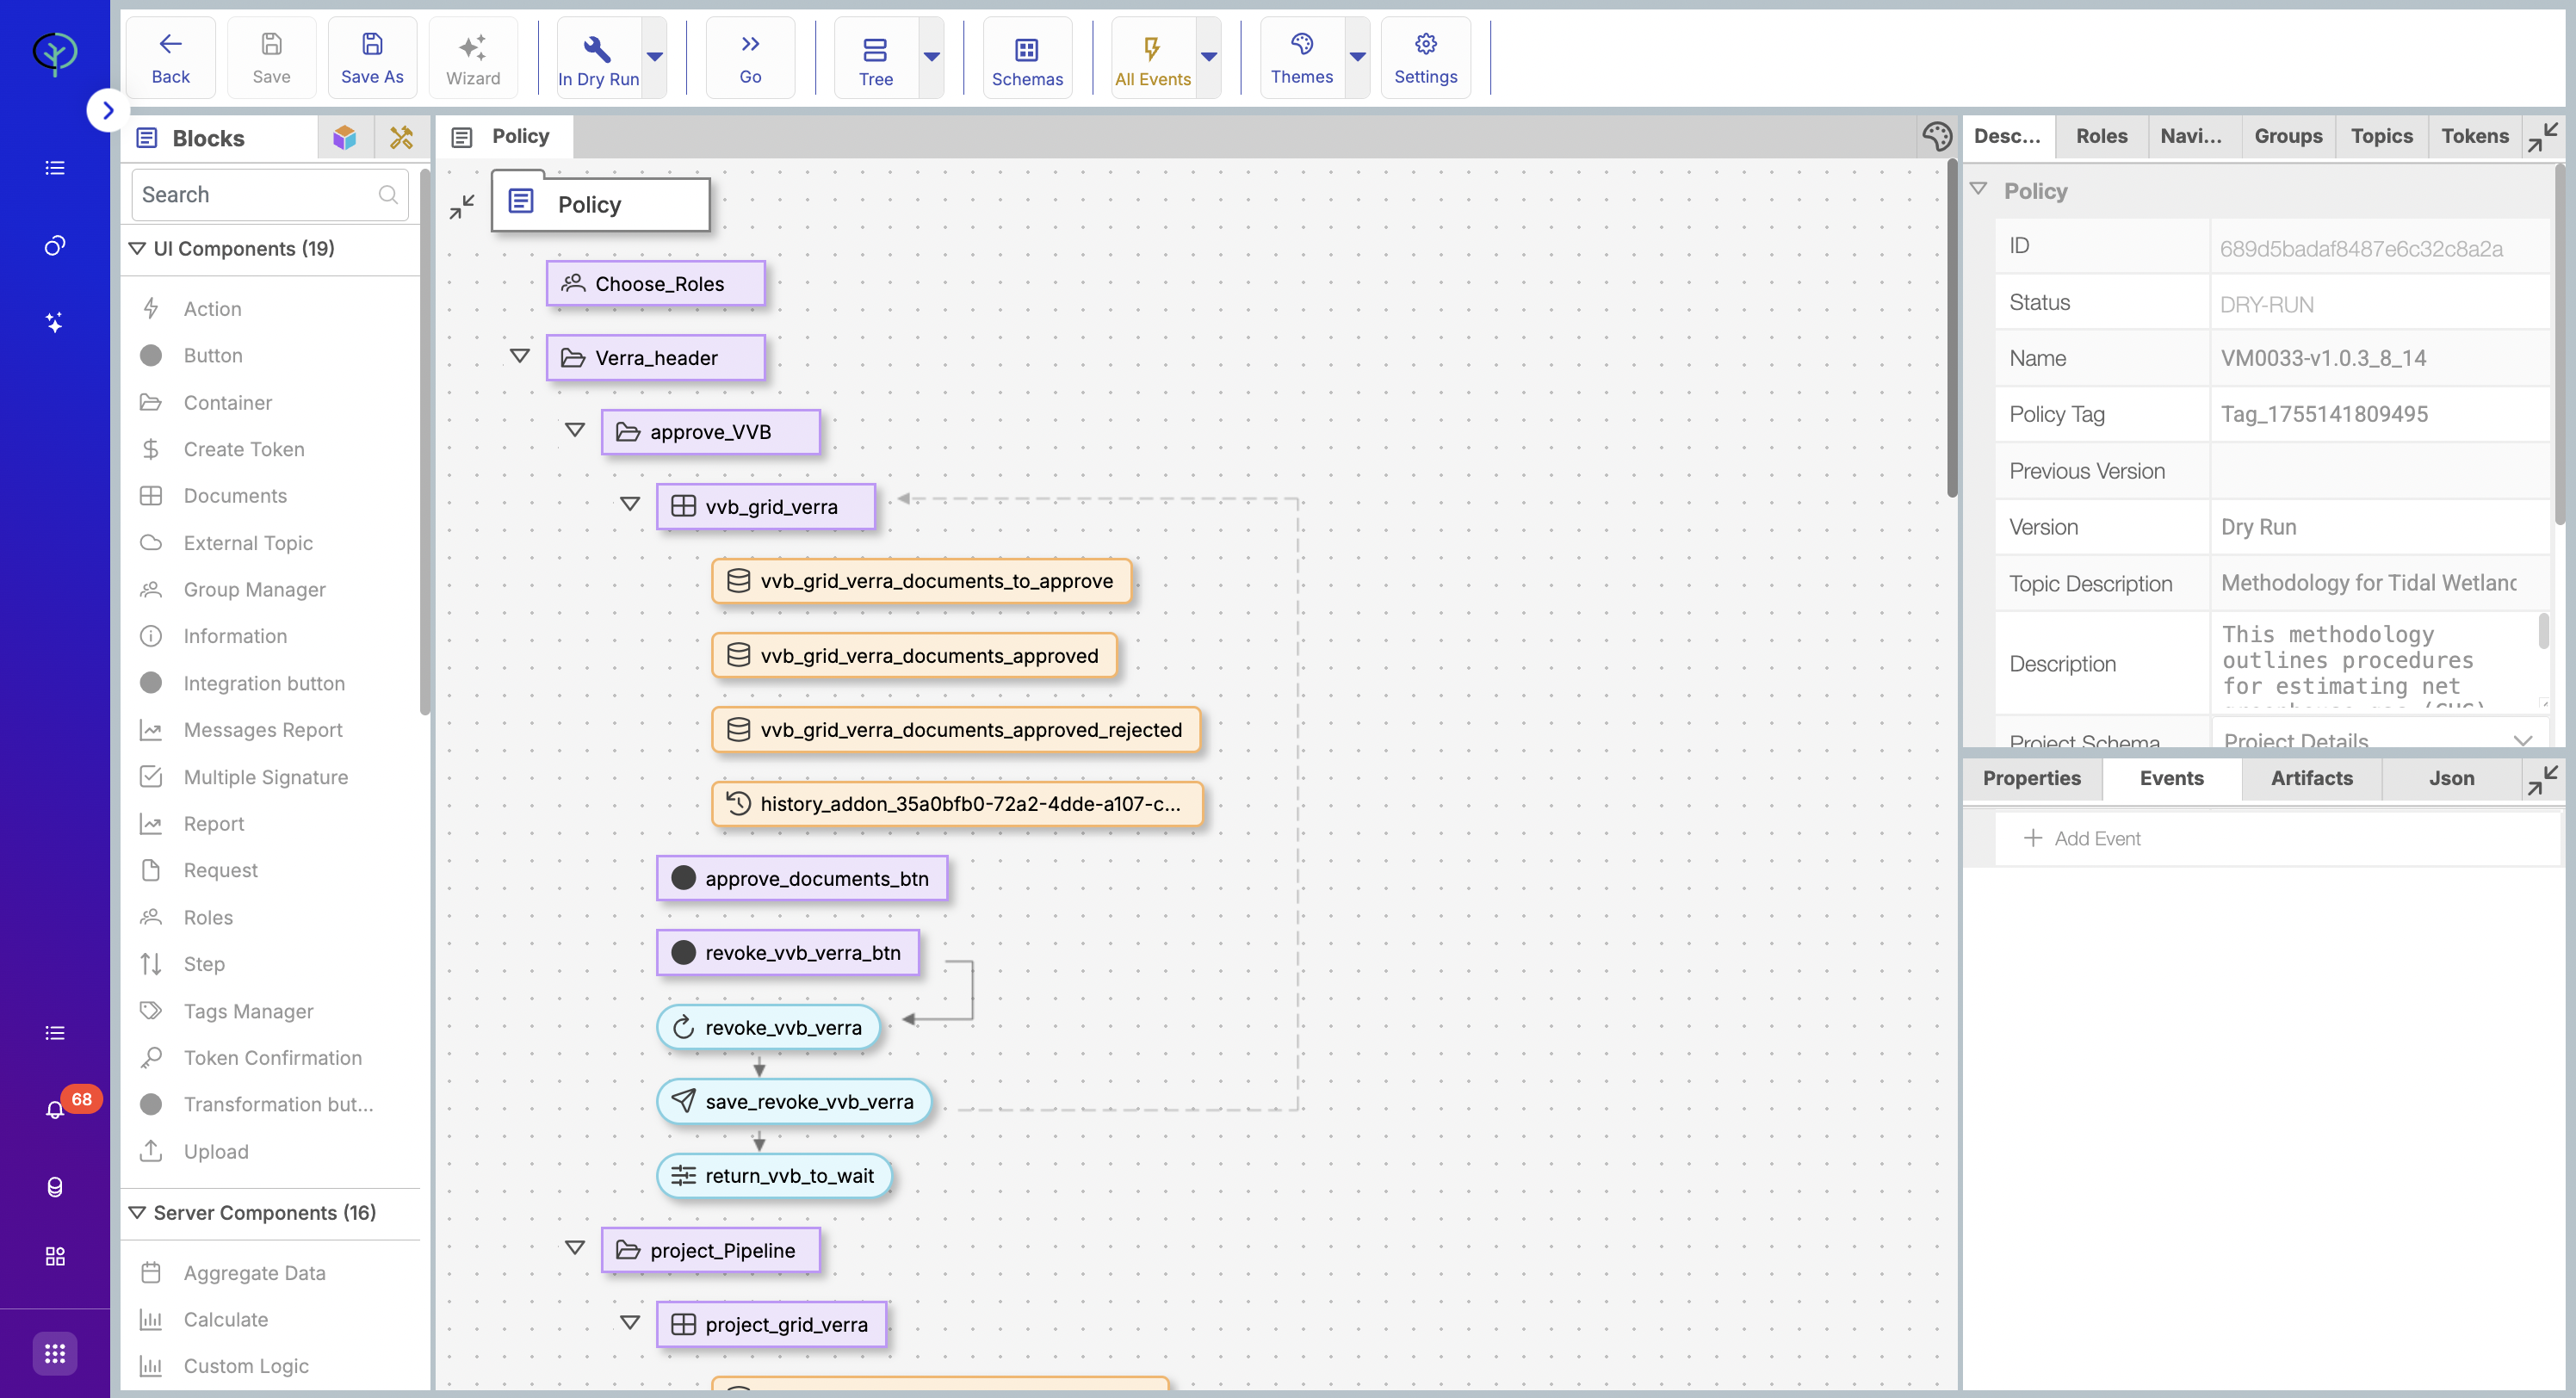 Back
Save
Save As
Wizard
In Dry Run
Go
Tree
Schemas
All Events
Themes
Settings
Blocks
Search
UI Components (19)
Action
Button
Container
Create Token
Documents
External Topic
Group Manager
Information
Integration button
Messages Report
Multiple Signature
Report
Request
Roles
Step
Tags Manager
Token Confirmation
Transformation but...
Upload
Server Components (16)
Aggregate Data
Calculate
Custom Logic
68
Policy
Policy
Choose_Roles
Verra_header
approve_VVB
vvb_grid_verra
vvb_grid_verra_documents_to_approve
vvb_grid_verra_documents_approved
vvb_grid_verra_documents_approved_rejected
history_addon_35a0bfb0-72a2-4dde-a107-c...
approve_documents_btn
revoke_vvb_verra_btn
revoke_vvb_verra
save_revoke_vvb_verra
return_vvb_to_wait
project_Pipeline
project_grid_verra
Desc... Roles Navi... Groups Topics Tokens
Policy
ID 689d5badaf8487e6c32c8a2a
Status DRY-RUN
Name VM0033-v1.0.3_8_14
Policy Tag Tag_1755141809495
Previous Version
Version Dry Run
Topic Description Methodology for Tidal Wetland
Description
This methodology
outlines procedures
for estimating net
greenhouse gas (GHG)
Project Schema Project Details
Properties Events Artifacts Json
Add Event